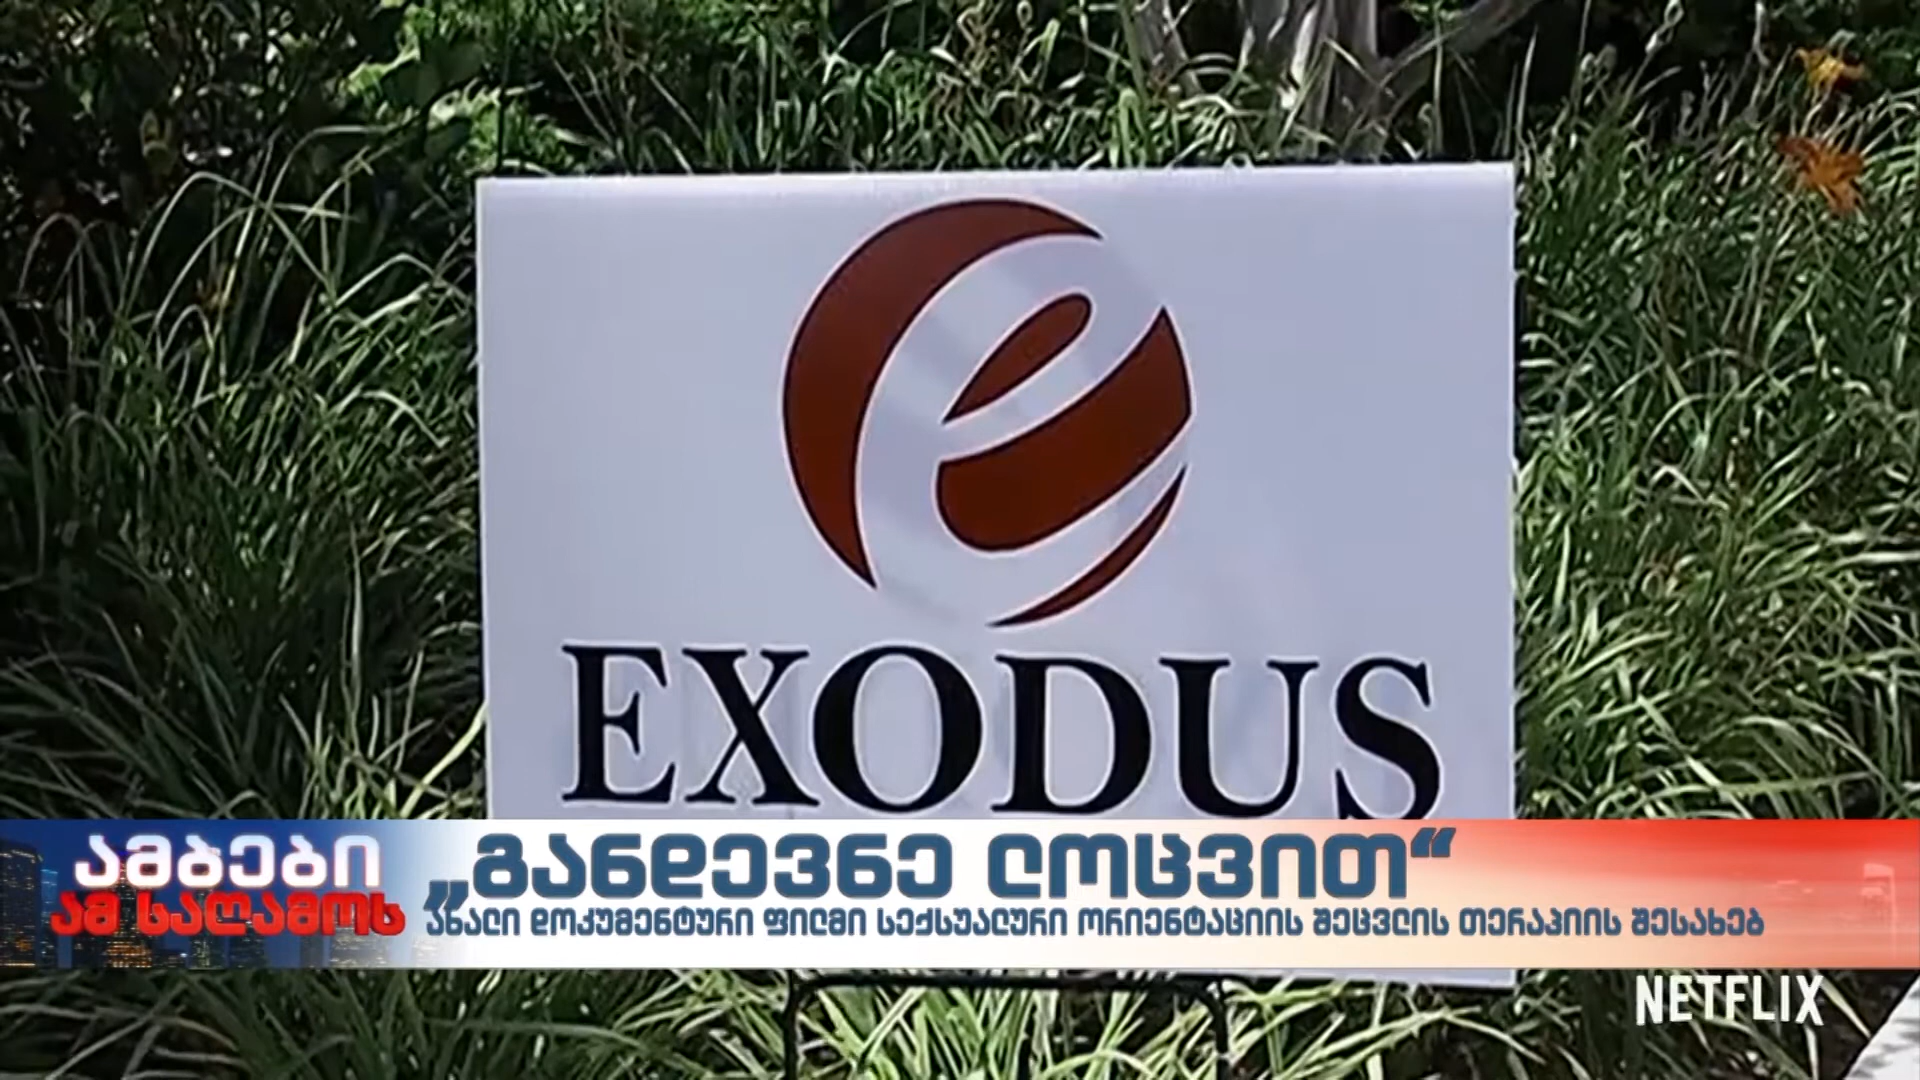 EXODUS
ამბები
ამ საღამოს
„განდევნე ლოცვით“
ახალი დოკუმენტური ფილმი სექსუალური ორიენტაციის შეცვლის თერაპიის შესახებ
NETFLIX